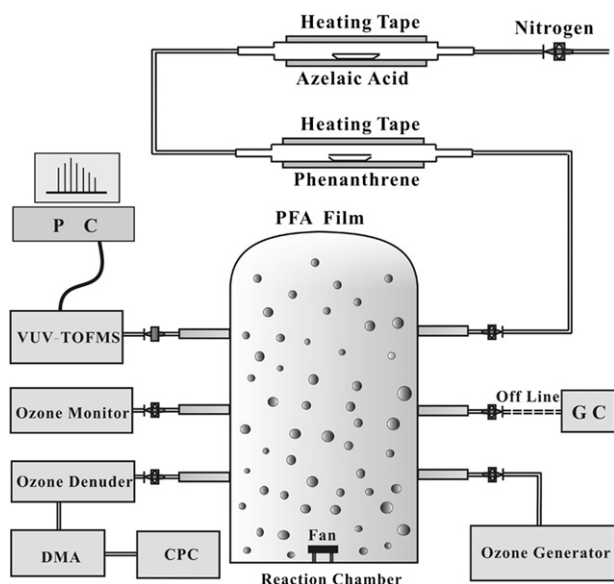 Heating Tape
Nitrogen
Azelaic Acid
Heating Tape
Phenanthrene
P C
PFA Film
VUV-TOFMS
Off Line
Ozone Monitor
G C
Ozone Denuder
Fan
DMA
CPC
Ozone Generator
Reaction Chamber